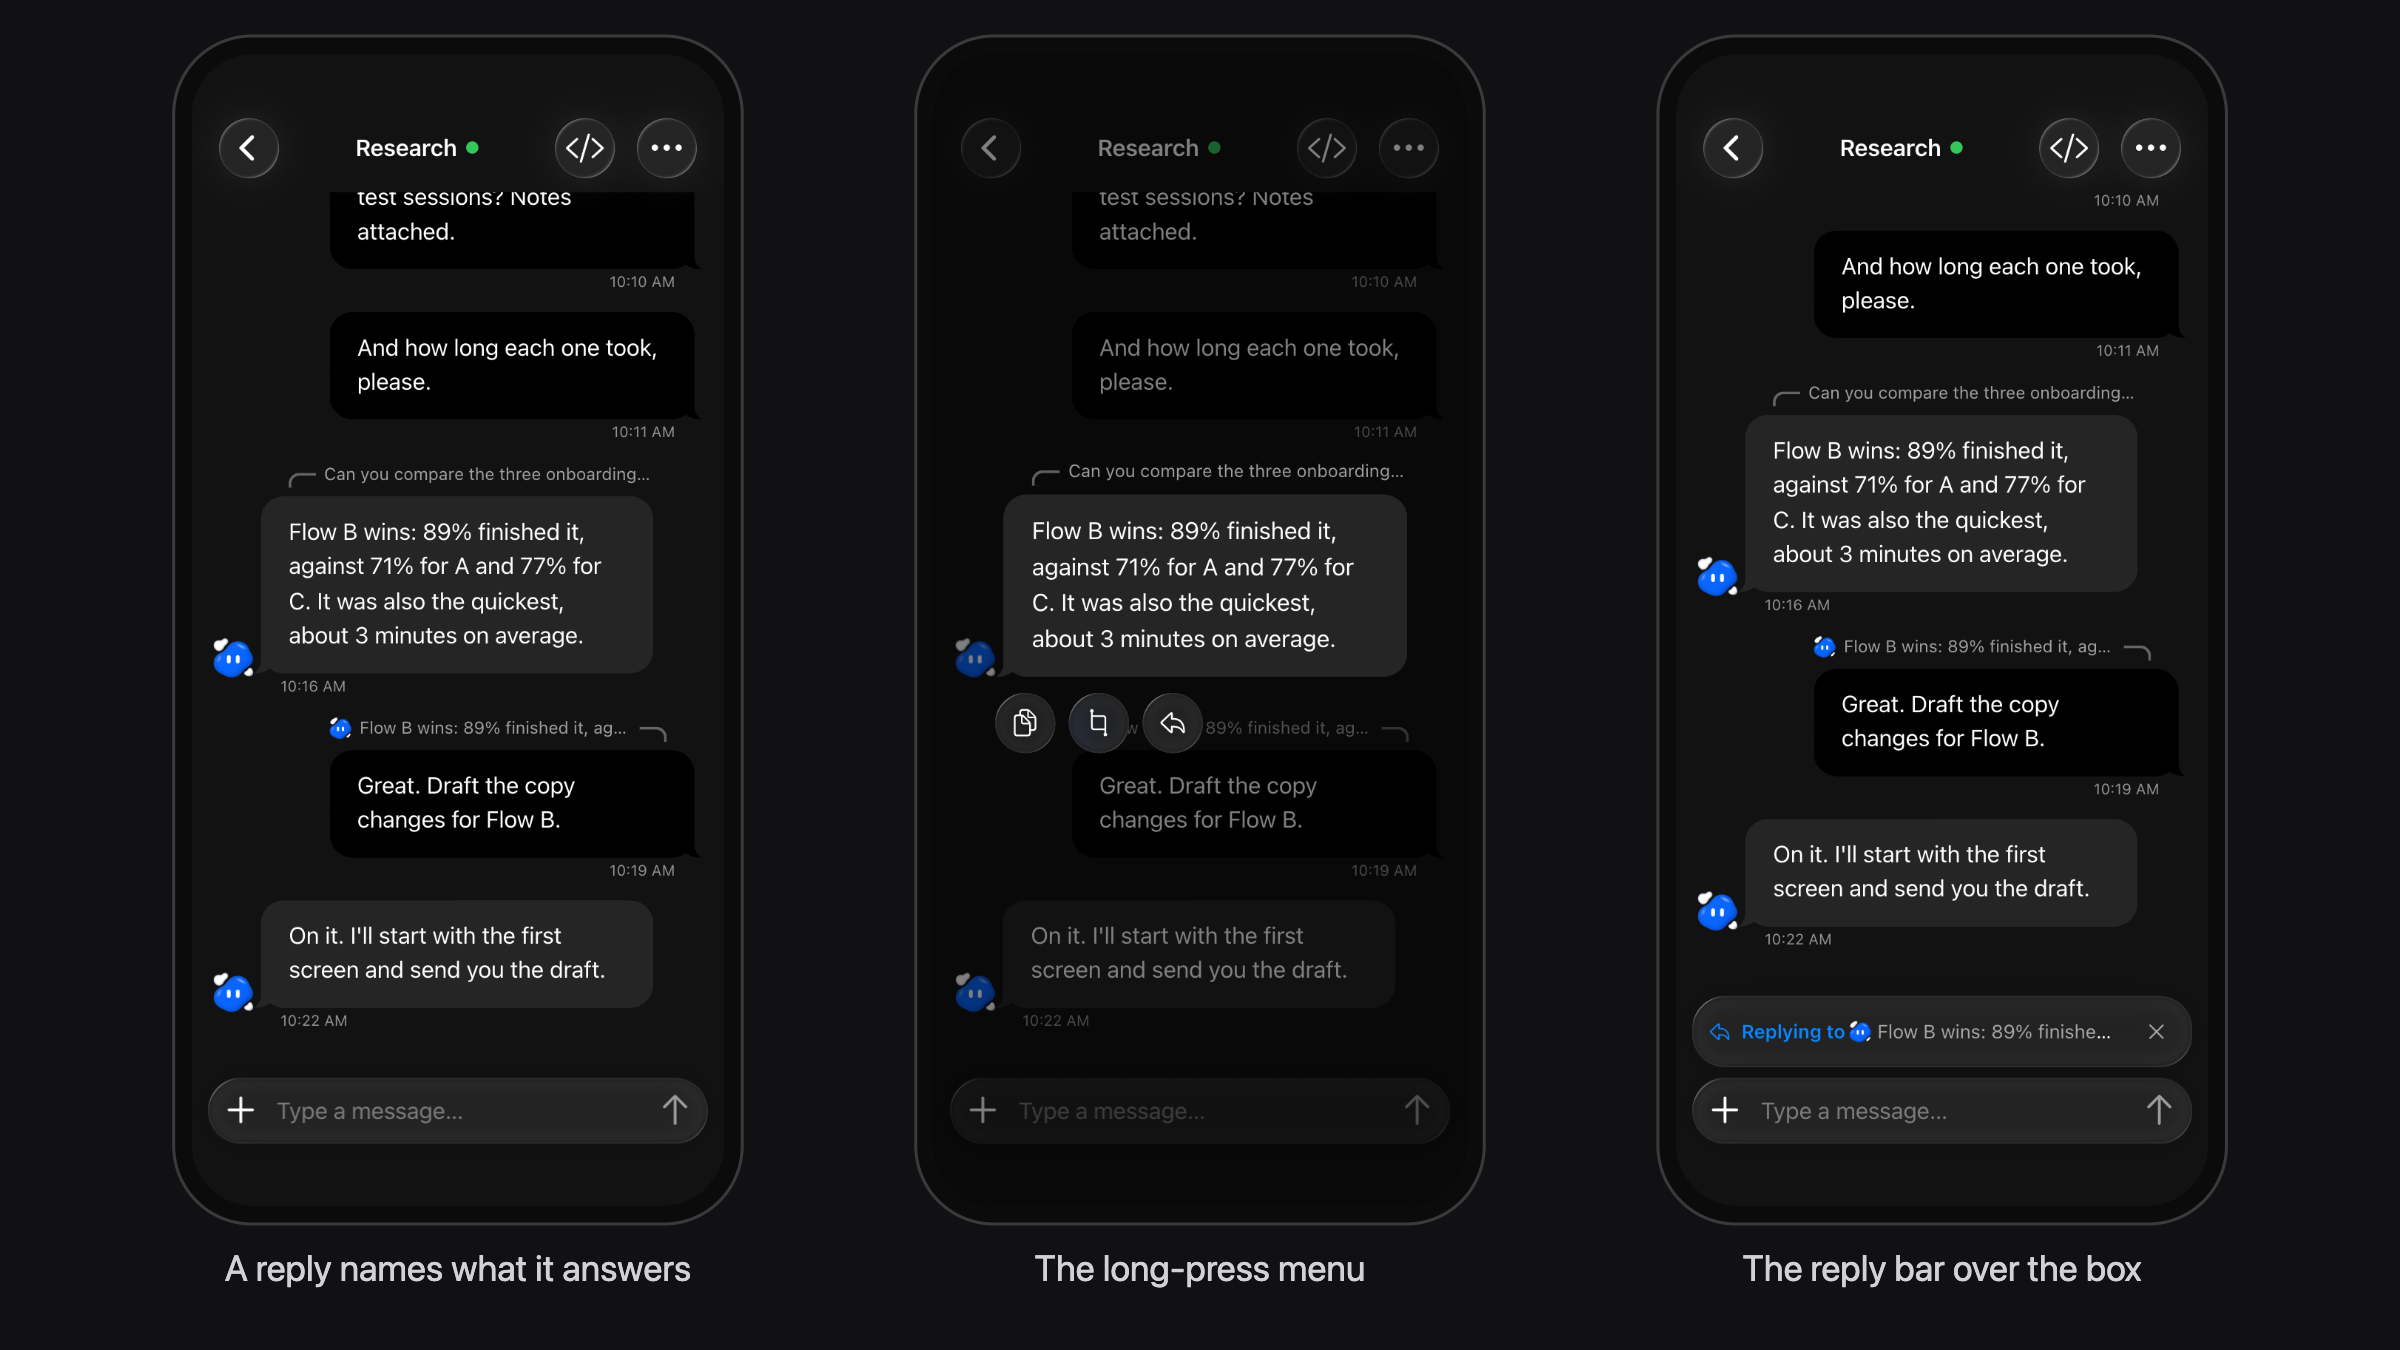 Research
test sessions? Notes
attached.
10:10 AM
And how long each one took,
please.
10:11 AM
Can you compare the three onboarding...
Flow B wins: 89% finished it,
against 71% for A and 77% for
C. It was also the quickest,
about 3 minutes on average.
10:16 AM
Flow B wins: 89% finished it, ag...
Great. Draft the copy
changes for Flow B.
10:19 AM
On it. I'll start with the first
screen and send you the draft.
10:22 AM
Type a message...
A reply names what it answers
Research
test sessions? Notes
attached.
10:10 AM
And how long each one took,
please.
10:11 AM
Can you compare the three onboarding...
Flow B wins: 89% finished it,
against 71% for A and 77% for
C. It was also the quickest,
about 3 minutes on average.
89% finished it, ag...
Great. Draft the copy
changes for Flow B.
10:19 AM
On it. I'll start with the first
screen and send you the draft.
10:22 AM
Type a message...
The long-press menu
Research
10:10 AM
And how long each one took,
please.
10:11 AM
Can you compare the three onboarding...
Flow B wins: 89% finished it,
against 71% for A and 77% for
C. It was also the quickest,
about 3 minutes on average.
10:16 AM
Flow B wins: 89% finished it, ag...
Great. Draft the copy
changes for Flow B.
10:19 AM
On it. I'll start with the first
screen and send you the draft.
10:22 AM
Replying to Flow B wins: 89% finishe...
Type a message...
The reply bar over the box